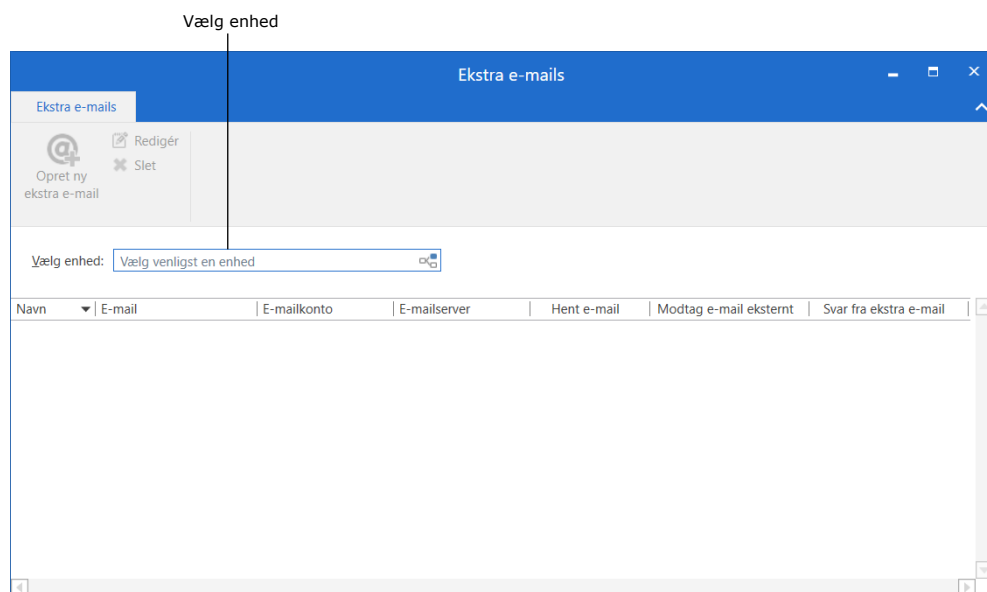 Vælg enhed
Ekstra e-mails
Ekstra e-mails
Opret ny
ekstra e-mail
Redigér
Slet
Vælg enhed: Vælg venligst en enhed
Navn E-mail E-mailkonto E-mailserver Hent e-mail Modtag e-mail eksternt Svar fra ekstra e-mail